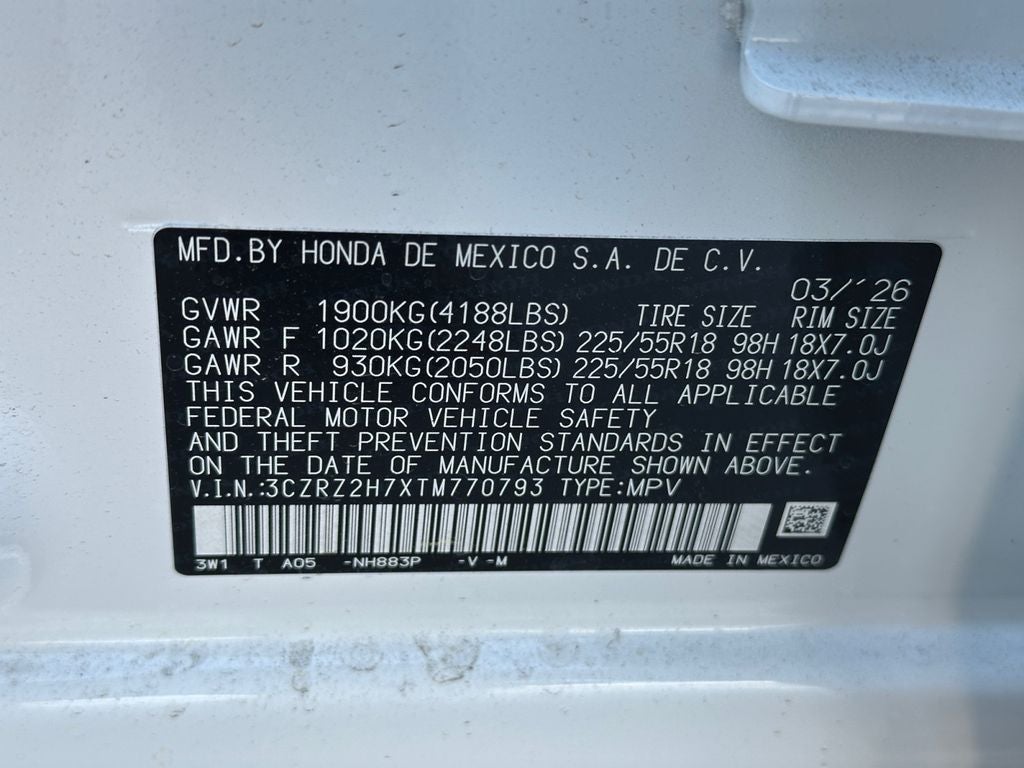 MFD.BY HONDA DE MEXICO S.A. DE C.V.
03/'26
GVWR 1900KG(4188LBS) TIRE SIZE RIM SIZE
GAWR F 1020KG(2248LBS) 225/55R18 98H 18X7.0J
GAWR R 930KG(2050LBS) 225/55R18 98H 18X7.0J
THIS VEHICLE CONFORMS TO ALL APPLICABLE
FEDERAL MOTOR VEHICLE SAFETY
AND THEFT PREVENTION STANDARDS IN EFFECT
ON THE DATE OF MANUFACTURE SHOWN ABOVE.
V.I.N.:3CZRZ2H7XTM770793 TYPE:MPV
3W1 T A05 -NH883P -V -M MADE IN MEXICO